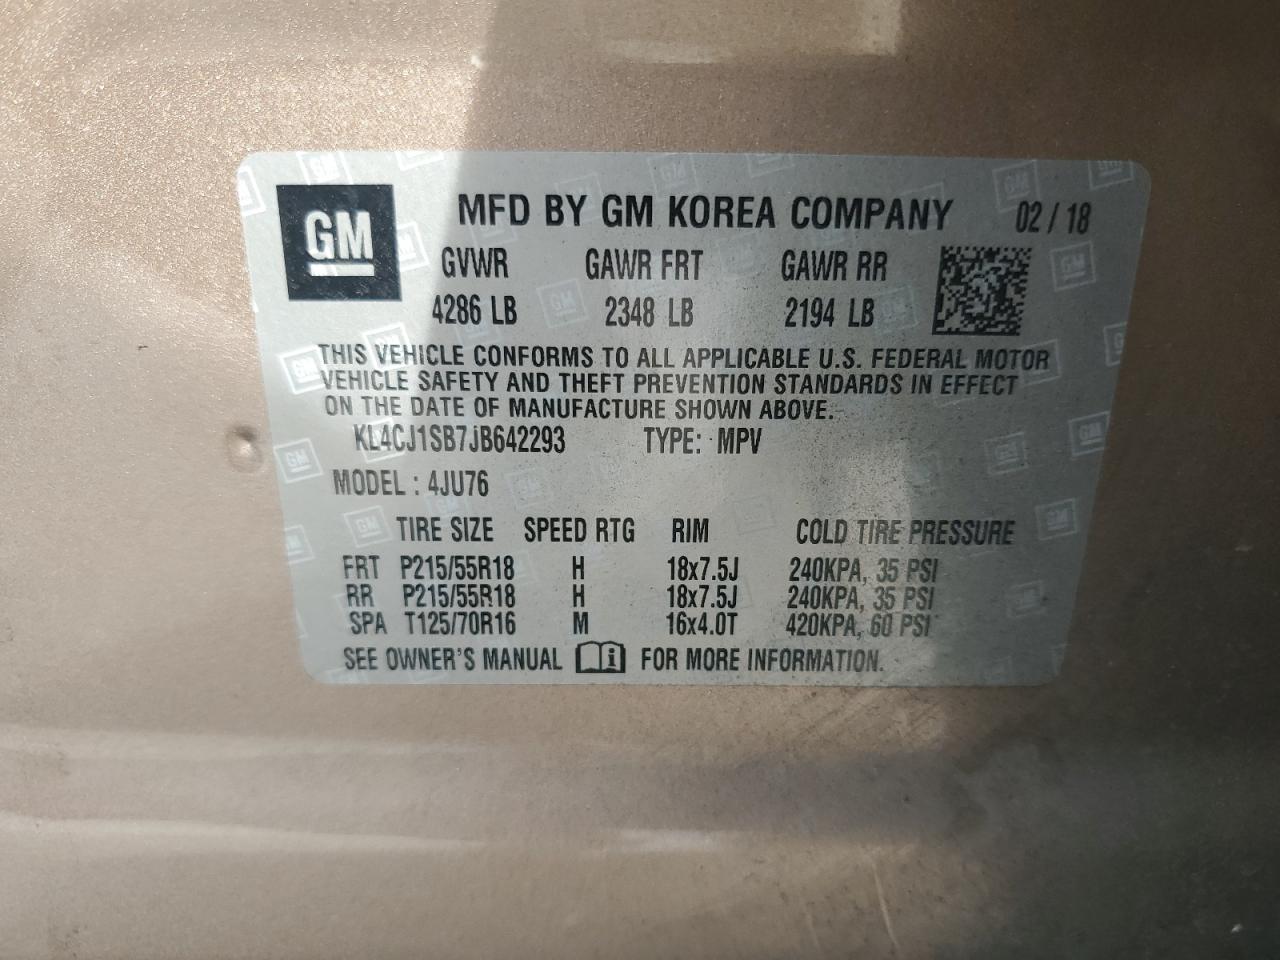 GM MFD BY GM KOREA COMPANY 02 / 18
GVWR GAWR FRT GAWR RR
4286 LB 2348 LB 2194 LB
THIS VEHICLE CONFORMS TO ALL APPLICABLE U.S. FEDERAL MOTOR
VEHICLE SAFETY AND THEFT PREVENTION STANDARDS IN EFFECT
ON THE DATE OF MANUFACTURE SHOWN ABOVE.
KL4CJ1SB7JB642293 TYPE: MPV
MODEL : 4JU76
TIRE SIZE SPEED RTG RIM COLD TIRE PRESSURE
FRT P215/55R18 H 18x7.5J 240KPA, 35 PSI
RR P215/55R18 H 18x7.5J 240KPA, 35 PSI
SPA T125/70R16 M 16x4.0T 420KPA, 60 PSI
SEE OWNER'S MANUAL i FOR MORE INFORMATION.